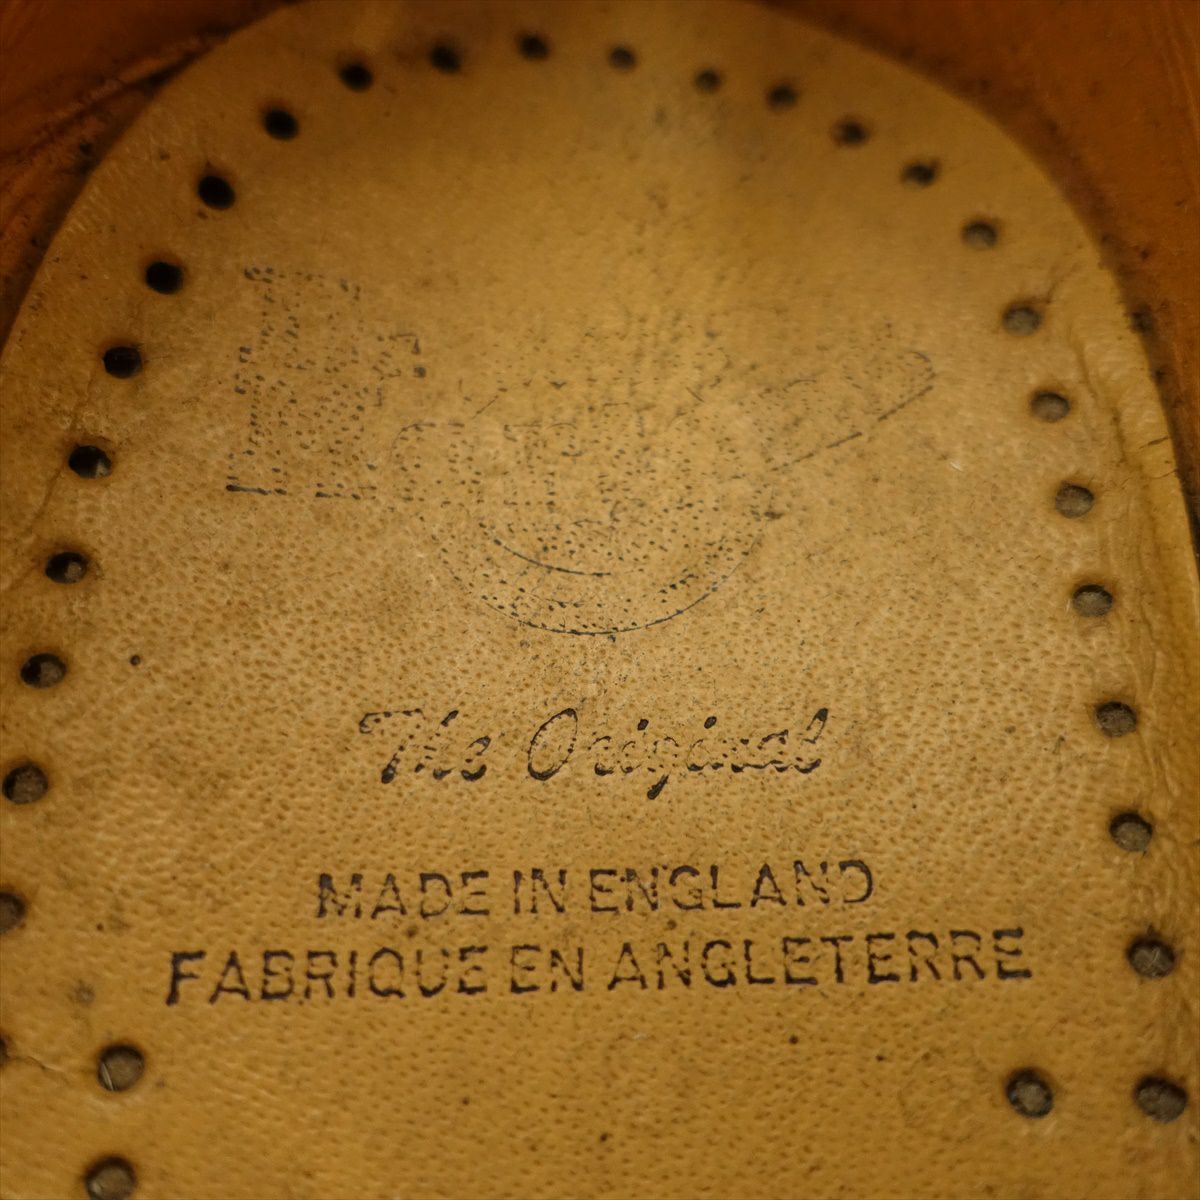 The Original
MADE IN ENGLAND
FABRIQUE EN ANGLETERRE